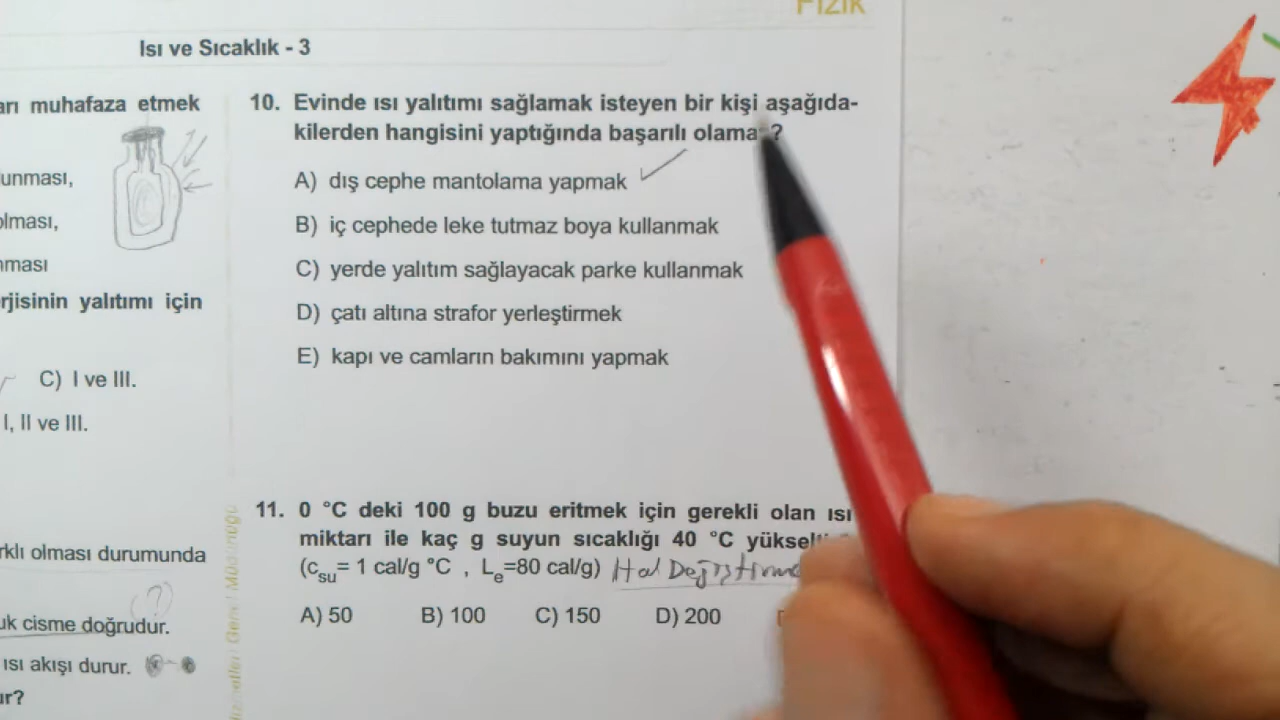 Fizik
Isı ve Sıcaklık - 3
arı muhafaza etmek
unması,
olması,
ması
rjisinin yalıtımı için
C) I ve III.
I, II ve III.
rklı olması durumunda
(?)
uk cisme doğrudur.
ısı akışı durur.
ur?
10. Evinde ısı yalıtımı sağlamak isteyen bir kişi aşağıda-
kilerden hangisini yaptığında başarılı olama ?
A) dış cephe mantolama yapmak
B) iç cephede leke tutmaz boya kullanmak
C) yerde yalıtım sağlayacak parke kullanmak
D) çatı altına strafor yerleştirmek
E) kapı ve camların bakımını yapmak
11. 0 °C deki 100 g buzu eritmek için gerekli olan ısı
miktarı ile kaç g suyun sıcaklığı 40 °C yüksel
(csu= 1 cal/g °C , Le=80 cal/g) Hal Değiştirme
A) 50 B) 100 C) 150 D) 200